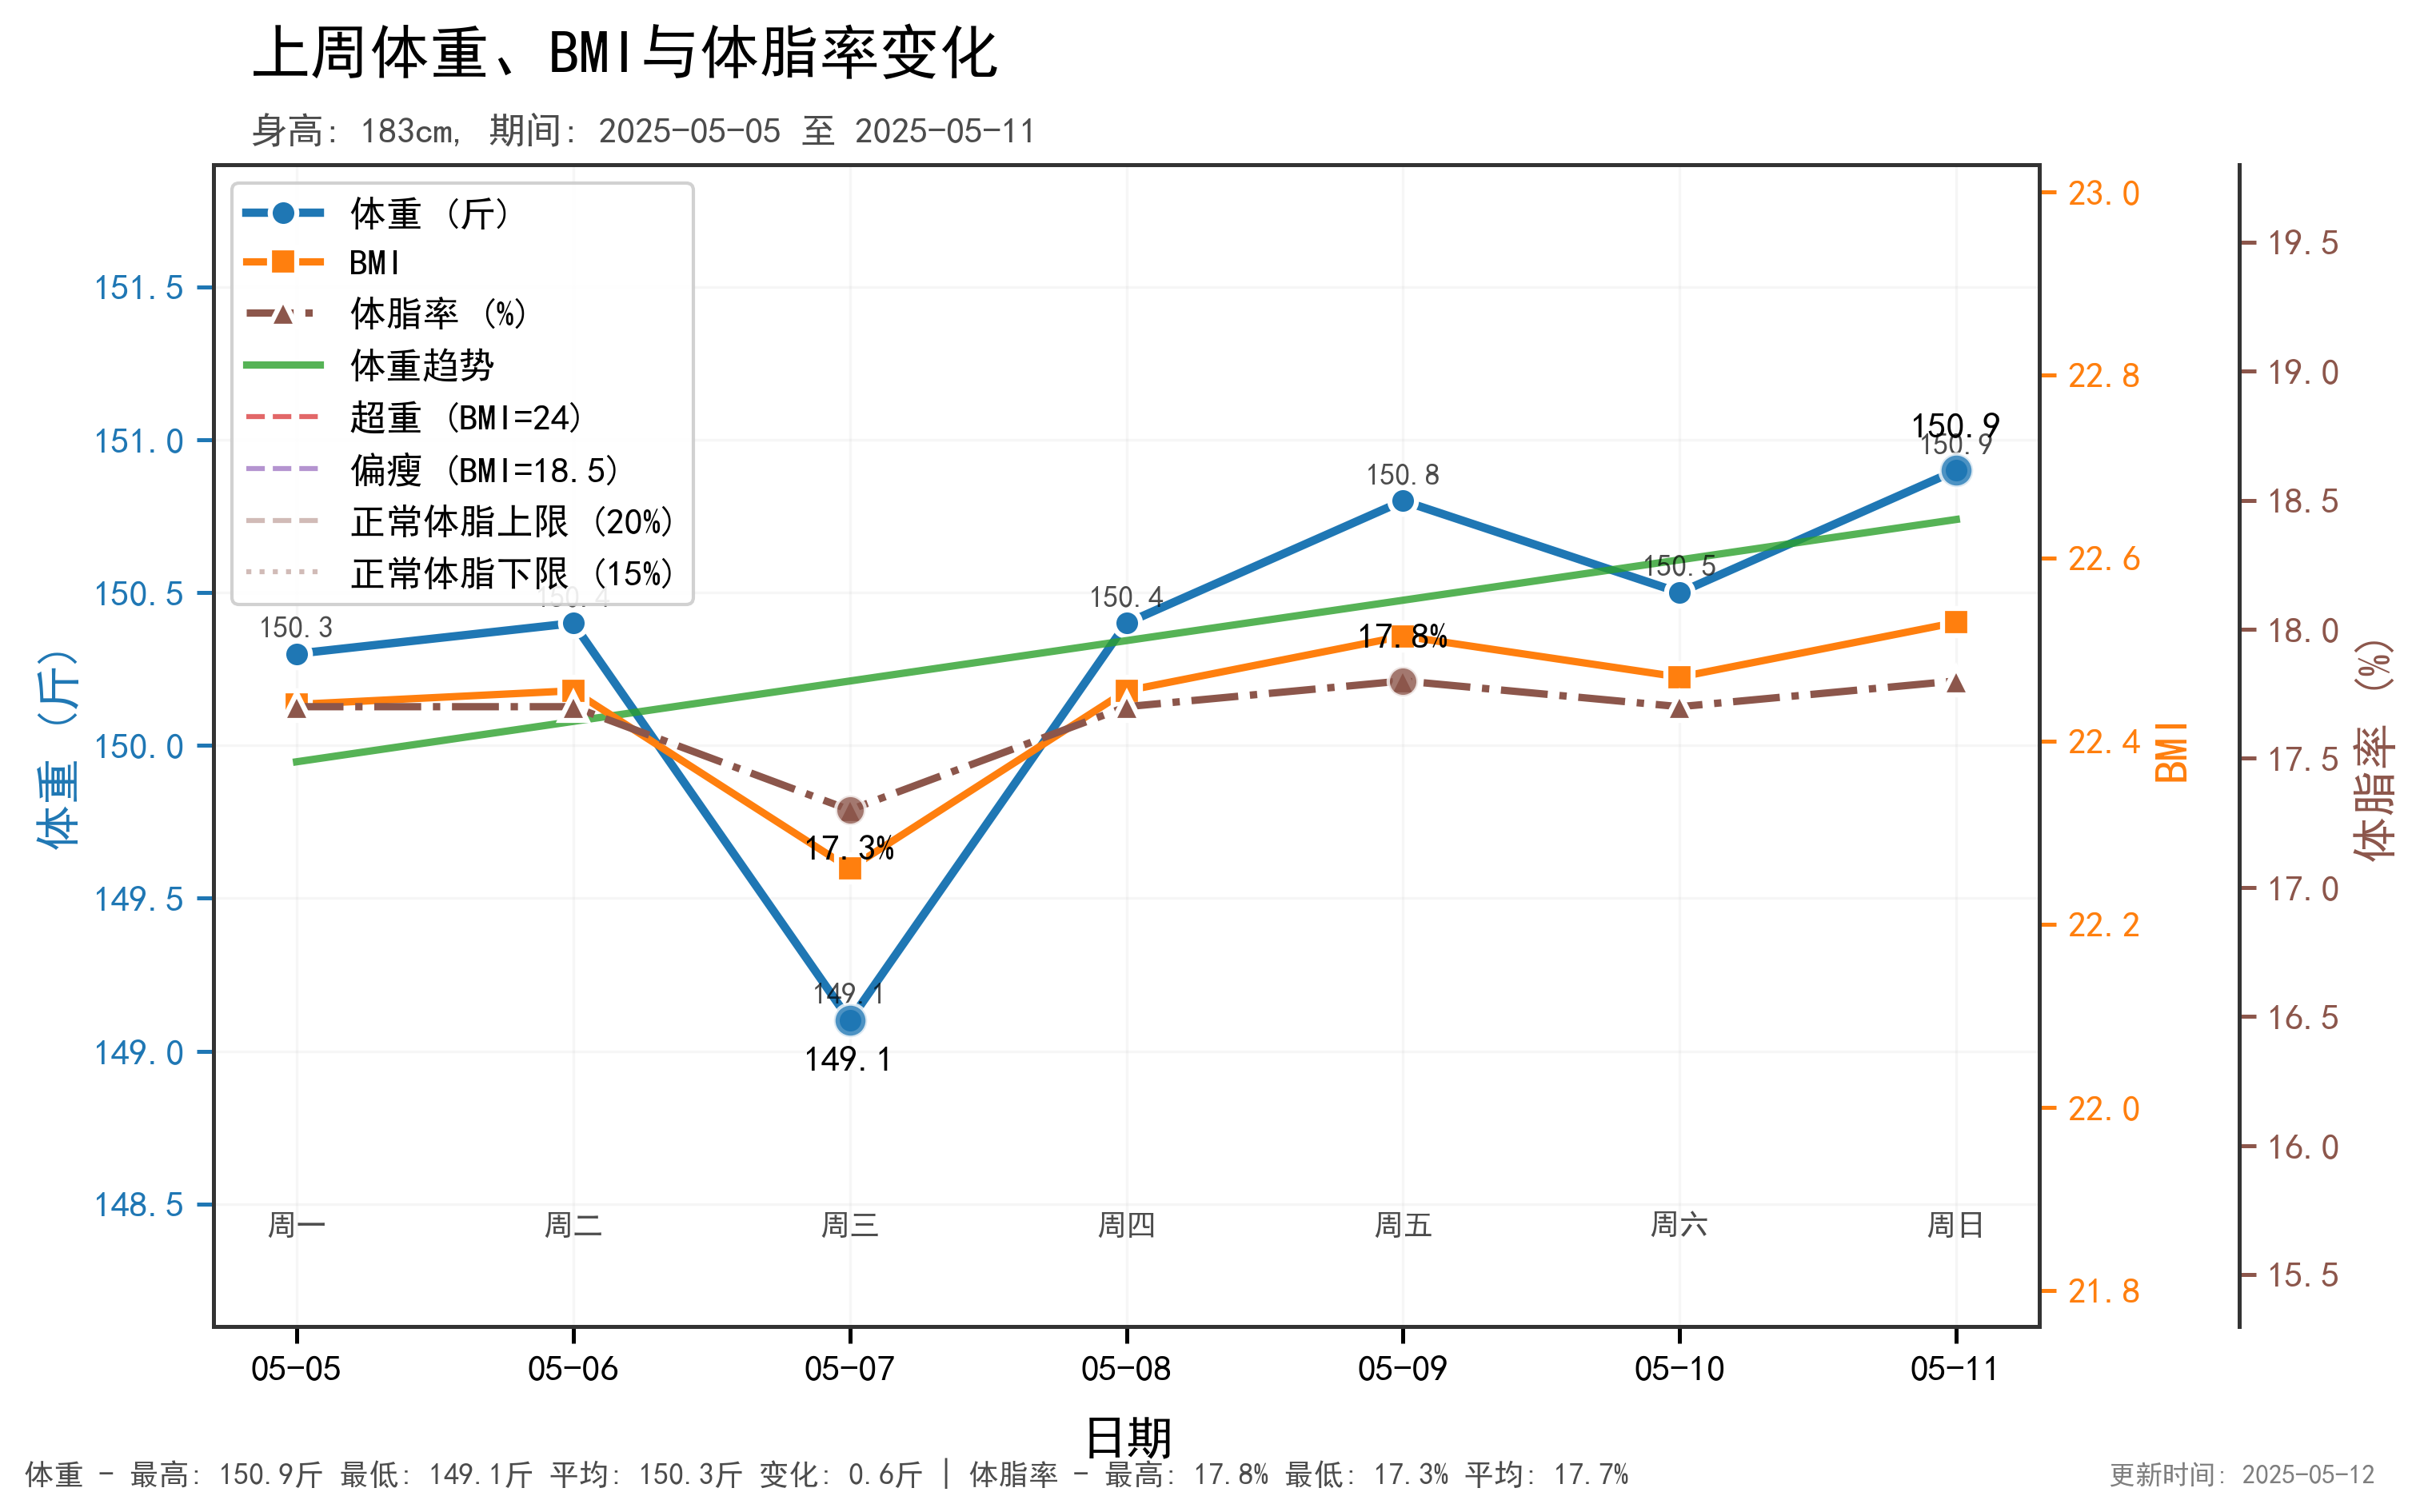 上周体重、BMI与体脂率变化
身高: 183cm, 期间: 2025-05-05 至 2025-05-11
体重 (斤)
BMI
体脂率 (%)
体重趋势
超重 (BMI=24)
偏瘦 (BMI=18.5)
正常体脂上限 (20%)
正常体脂下限 (15%)
体重 (斤)
151.5
151.0
150.5
150.0
149.5
149.0
148.5
150.3
150.4
149.1
149.1
150.4
150.8
150.5
150.9
150.9
17.3%
17.8%
周一
周二
周三
周四
周五
周六
周日
23.0
22.8
22.6
22.4
22.2
22.0
21.8
BMI
19.5
19.0
18.5
18.0
17.5
17.0
16.5
16.0
15.5
体脂率 (%)
05-05
05-06
05-07
05-08
05-09
05-10
05-11
日期
体重 - 最高: 150.9斤 最低: 149.1斤 平均: 150.3斤 变化: 0.6斤 | 体脂率 - 最高: 17.8% 最低: 17.3% 平均: 17.7%
更新时间: 2025-05-12